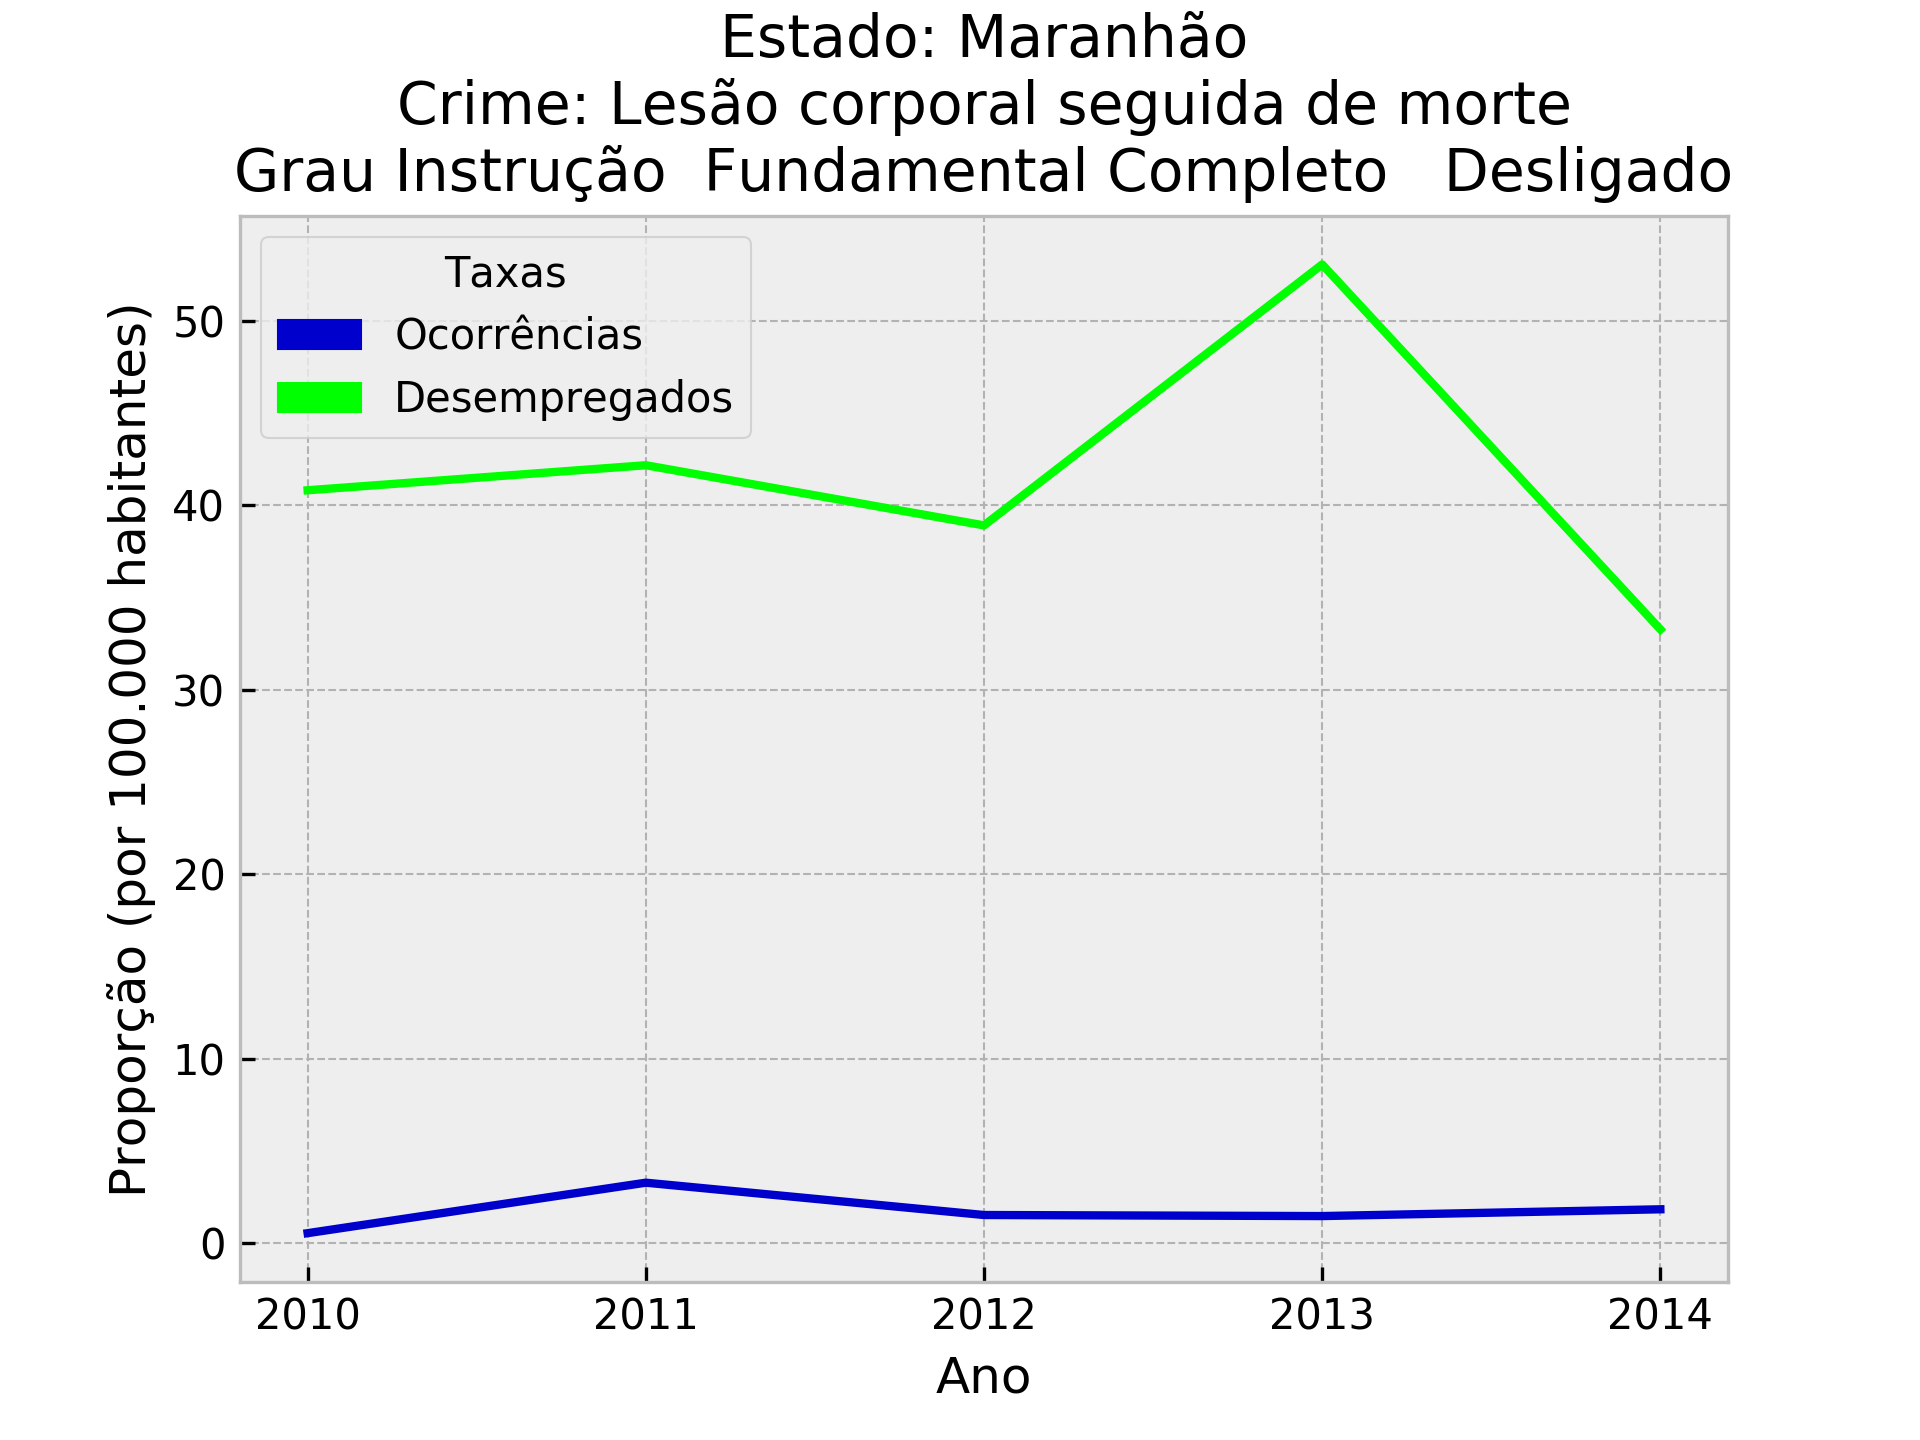 Estado: Maranhão
Crime: Lesão corporal seguida de morte
Grau Instrução  Fundamental Completo   Desligado
Taxas
Ocorrências
Desempregados
Proporção (por 100.000 habitantes)
50
40
30
20
10
0
2010 2011 2012 2013 2014
Ano